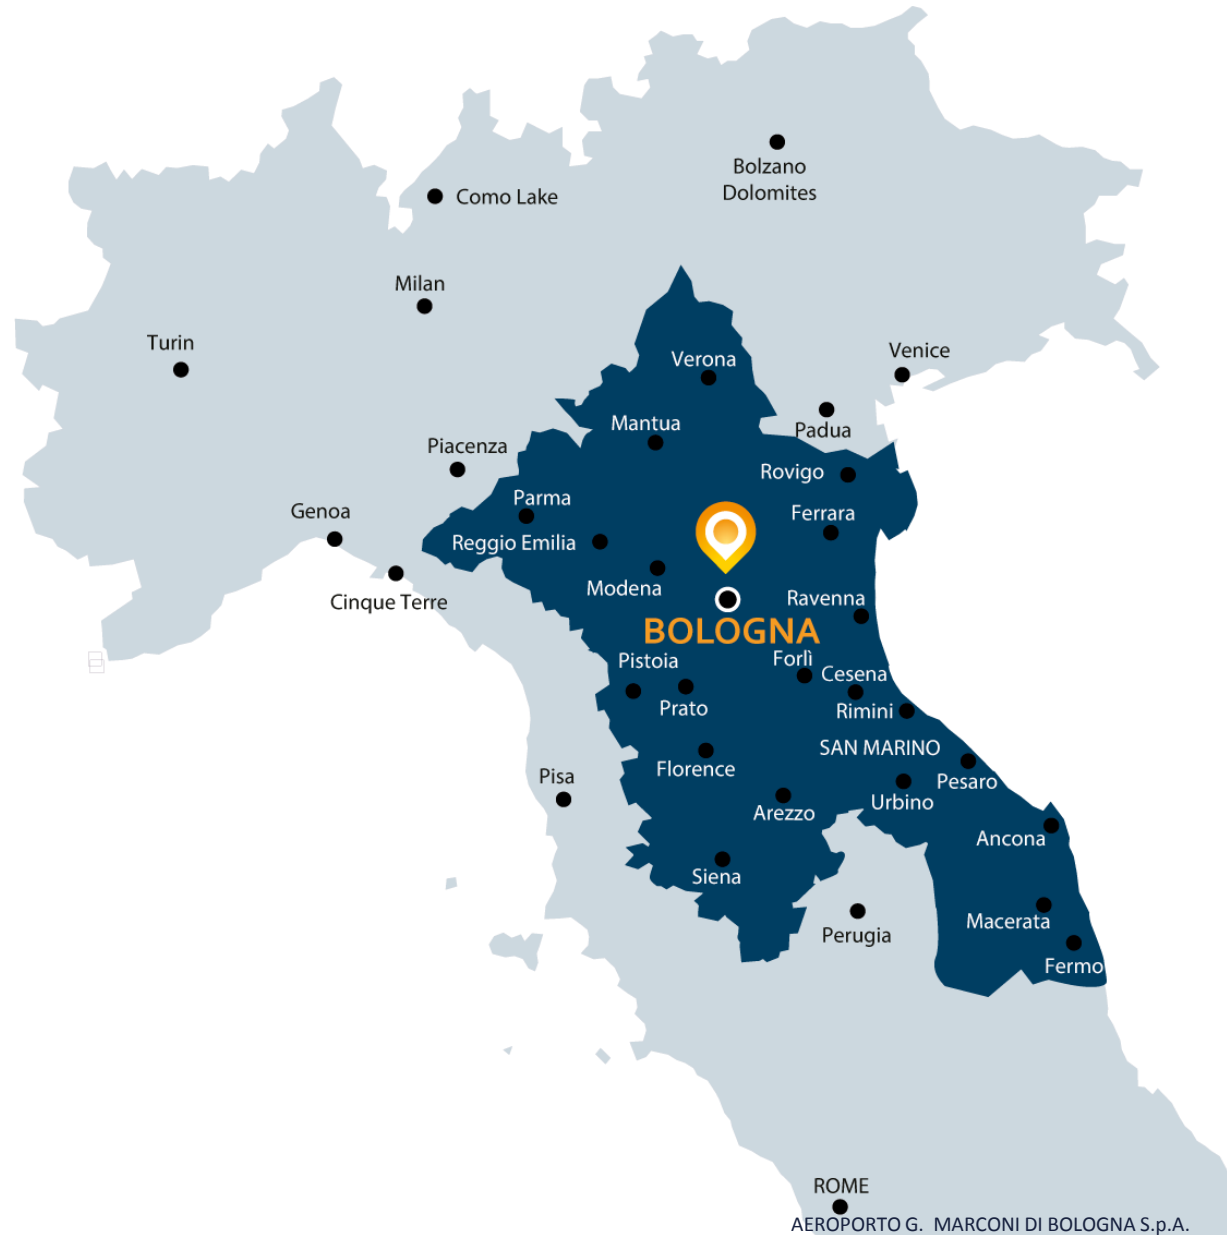 Bolzano
Dolomites
Como Lake
Milan
Turin
Venice
Verona
Mantua
Padua
Piacenza
Rovigo
Parma
Genoa
Ferrara
Reggio Emilia
Modena
Cinque Terre
Ravenna
BOLOGNA
Pistoia
Forlì
Cesena
Prato
Rimini
SAN MARINO
Florence
Pisa
Pesaro
Urbino
Arezzo
Ancona
Siena
Macerata
Perugia
Fermo
ROME
AEROPORTO G. MARCONI DI BOLOGNA S.p.A.